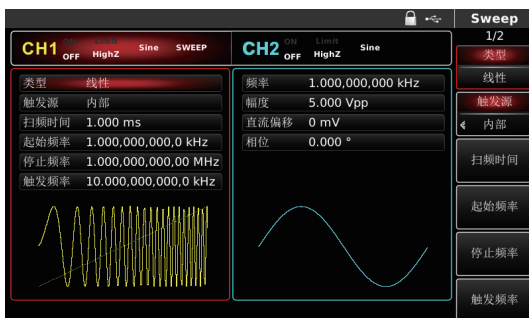 Sweep
1/2
CH1 ON OFF Limit HighZ Sine SWEEP
CH2 ON OFF Limit HighZ Sine
类型 线性
触发源 内部
扫频时间 1.000 ms
起始频率 1.000,000,000,0 kHz
停止频率 1.000,000,000,00 MHz
触发频率 10.000,000,000,0 kHz
频率 1.000,000,000 kHz
幅度 5.000 Vpp
直流偏移 0 mV
相位 0.000 °
类型
线性
触发源
内部
扫频时间
起始频率
停止频率
触发频率